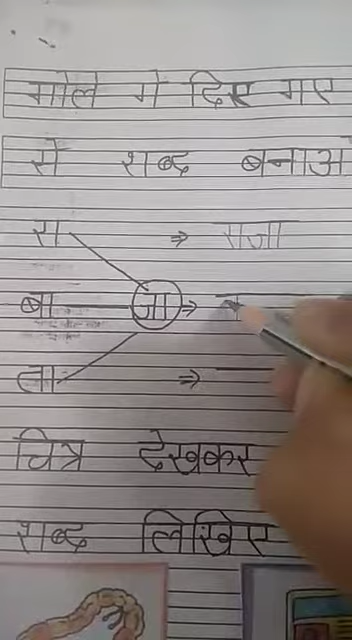 गोले में दिए गए
से शब्द बनाओ
रा ⇒ राजा
बा जा ⇒ ब
ता ⇒
चित्र देखकर
शब्द लिखिए